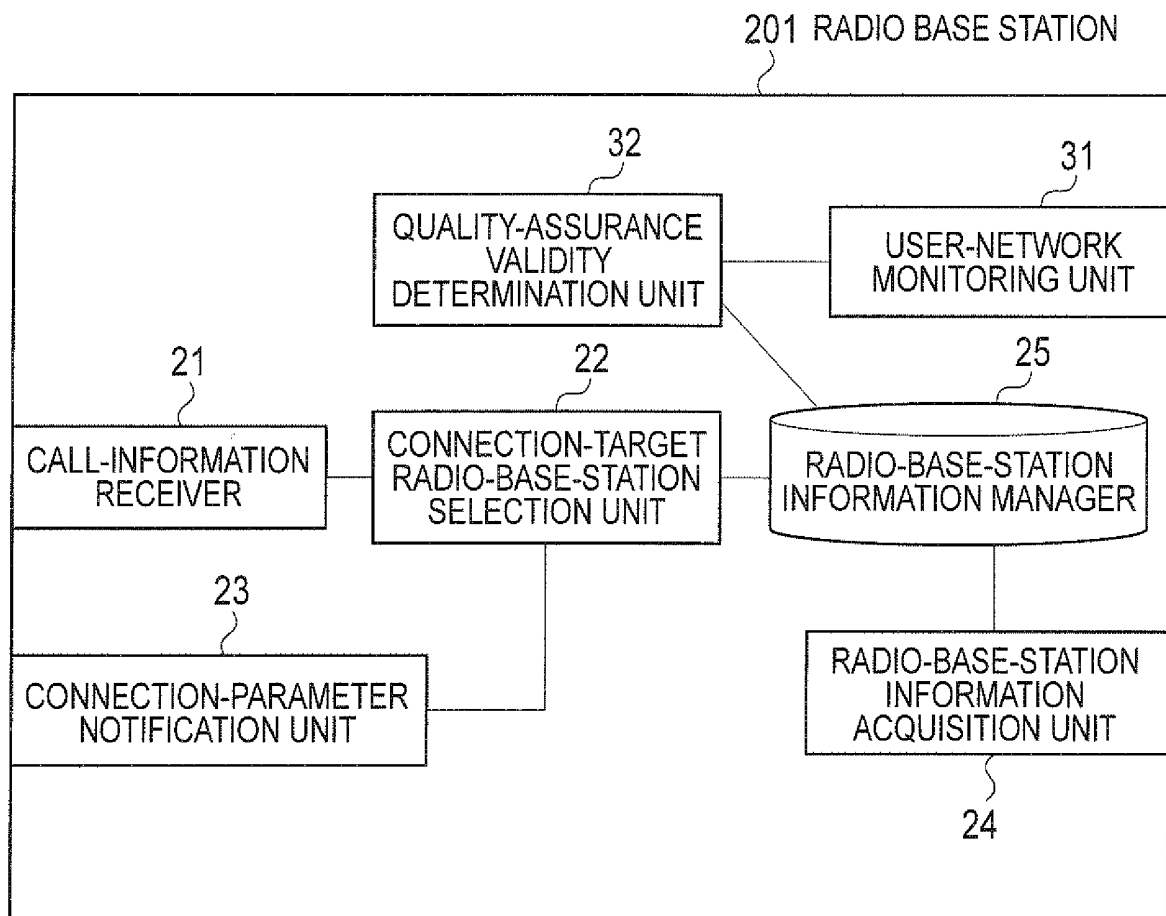 201 RADIO BASE STATION
32
31
QUALITY-ASSURANCE
VALIDITY
DETERMINATION UNIT
USER-NETWORK
MONITORING UNIT
21
22
25
CALL-INFORMATION
RECEIVER
CONNECTION-TARGET
RADIO-BASE-STATION
SELECTION UNIT
RADIO-BASE-STATION
INFORMATION MANAGER
23
CONNECTION-PARAMETER
NOTIFICATION UNIT
RADIO-BASE-STATION
INFORMATION
ACQUISITION UNIT
24